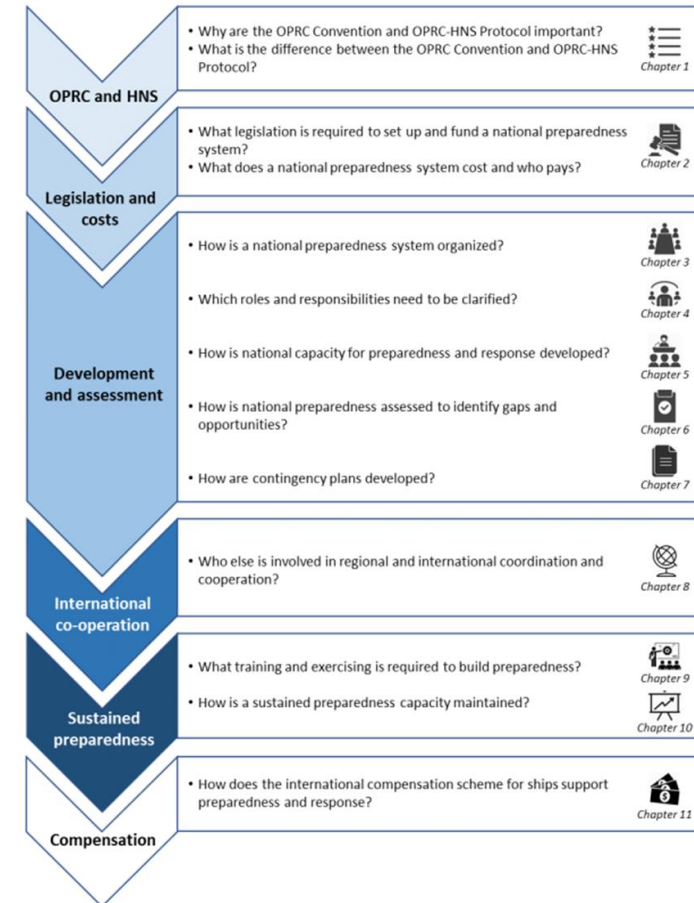 • Why are the OPRC Convention and OPRC-HNS Protocol important?
• What is the difference between the OPRC Convention and OPRC-HNS
Protocol?
Chapter 1
OPRC and HNS
• What legislation is required to set up and fund a national preparedness
system?
• What does a national preparedness system cost and who pays?
Chapter 2
Legislation and
costs
• How is a national preparedness system organized?
Chapter 3
• Which roles and responsibilities need to be clarified?
Chapter 4
• How is national capacity for preparedness and response developed?
Chapter 5
Development
and assessment
• How is national preparedness assessed to identify gaps and
opportunities?
Chapter 6
• How are contingency plans developed?
Chapter 7
• Who else is involved in regional and international coordination and
cooperation?
Chapter 8
International
co-operation
• What training and exercising is required to build preparedness?
Chapter 9
• How is a sustained preparedness capacity maintained?
Chapter 10
Sustained
preparedness
• How does the international compensation scheme for ships support
preparedness and response?
Chapter 11
Compensation